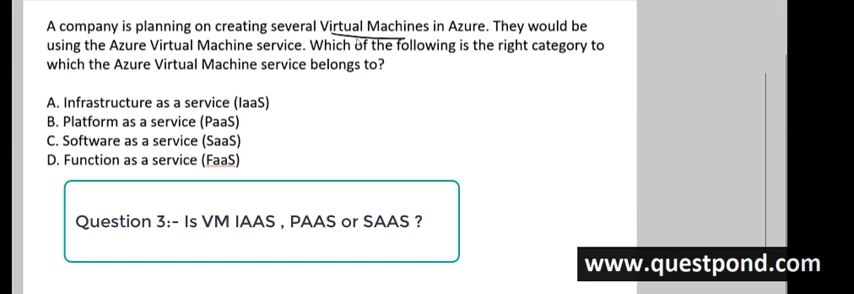 A company is planning on creating several Virtual Machines in Azure. They would be
using the Azure Virtual Machine service. Which of the following is the right category to
which the Azure Virtual Machine service belongs to?
A. Infrastructure as a service (IaaS)
B. Platform as a service (PaaS)
C. Software as a service (SaaS)
D. Function as a service (FaaS)
Question 3:- Is VM IAAS , PAAS or SAAS ?
www.questpond.com